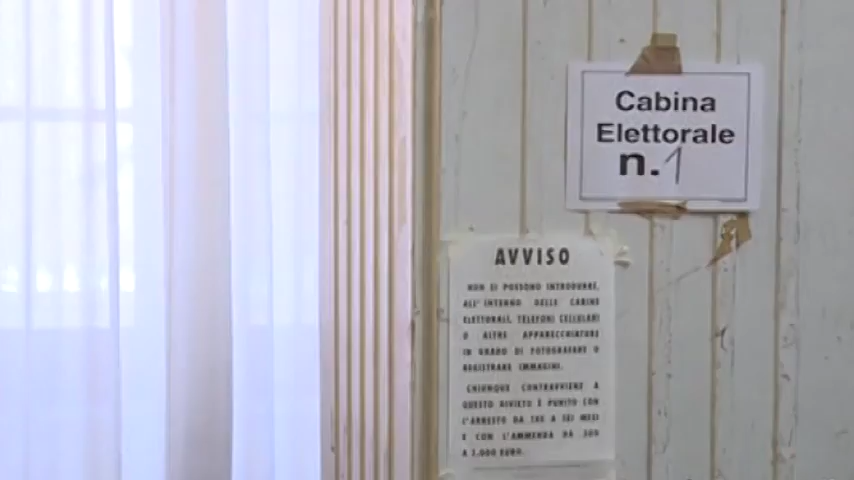 Cabina
Elettorale
n. 1
AVVISO
NON SI POSSONO INTRODURRE,
ALL'INTERNO DELLE CABINE
ELETTORALI, TELEFONI CELLULARI
O ALTRE APPARECCHIATURE
IN GRADO DI FOTOGRAFARE O
REGISTRARE IMMAGINI.
CHIUNQUE CONTRAVVIENE A
QUESTO DIVIETO È PUNITO CON
L'ARRESTO DA TRE A SEI MESI
E CON L'AMMENDA DA 300
A 1.000 EURO.